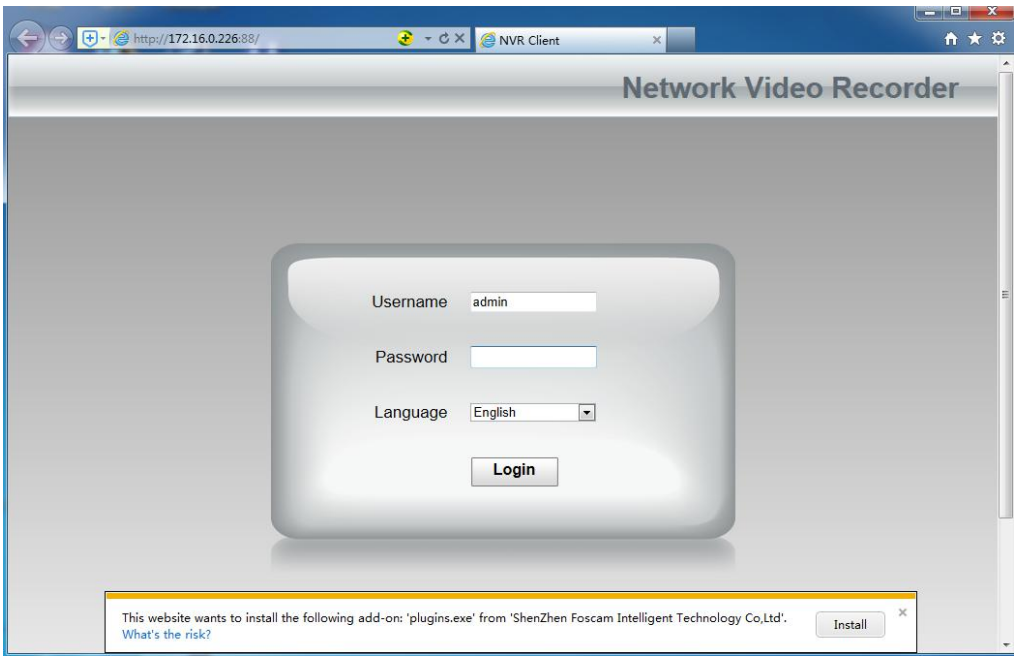 http://172.16.0.226:88/
NVR Client
Network Video Recorder
Username admin
Password
Language English
Login
This website wants to install the following add-on: 'plugins.exe' from 'ShenZhen Foscam Intelligent Technology Co,Ltd'.
What's the risk?
Install